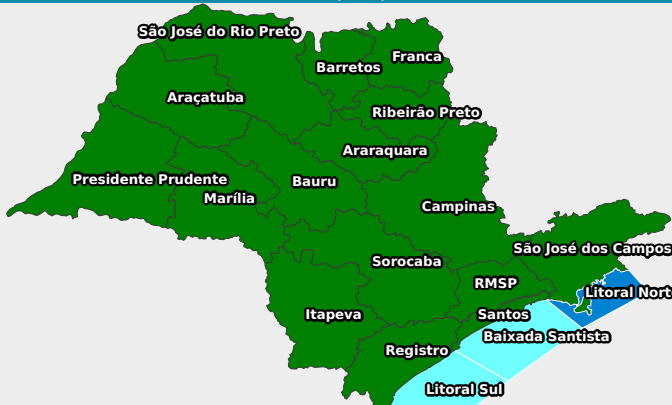 São José do Rio Preto
Franca
Barretos
Araçatuba
Ribeirão Preto
Araraquara
Presidente Prudente
Bauru
Marília
Campinas
São José dos Campos
Sorocaba
RMSP
Litoral Nort
Itapeva
Santos
Baixada Santista
Registro
Litoral Sul